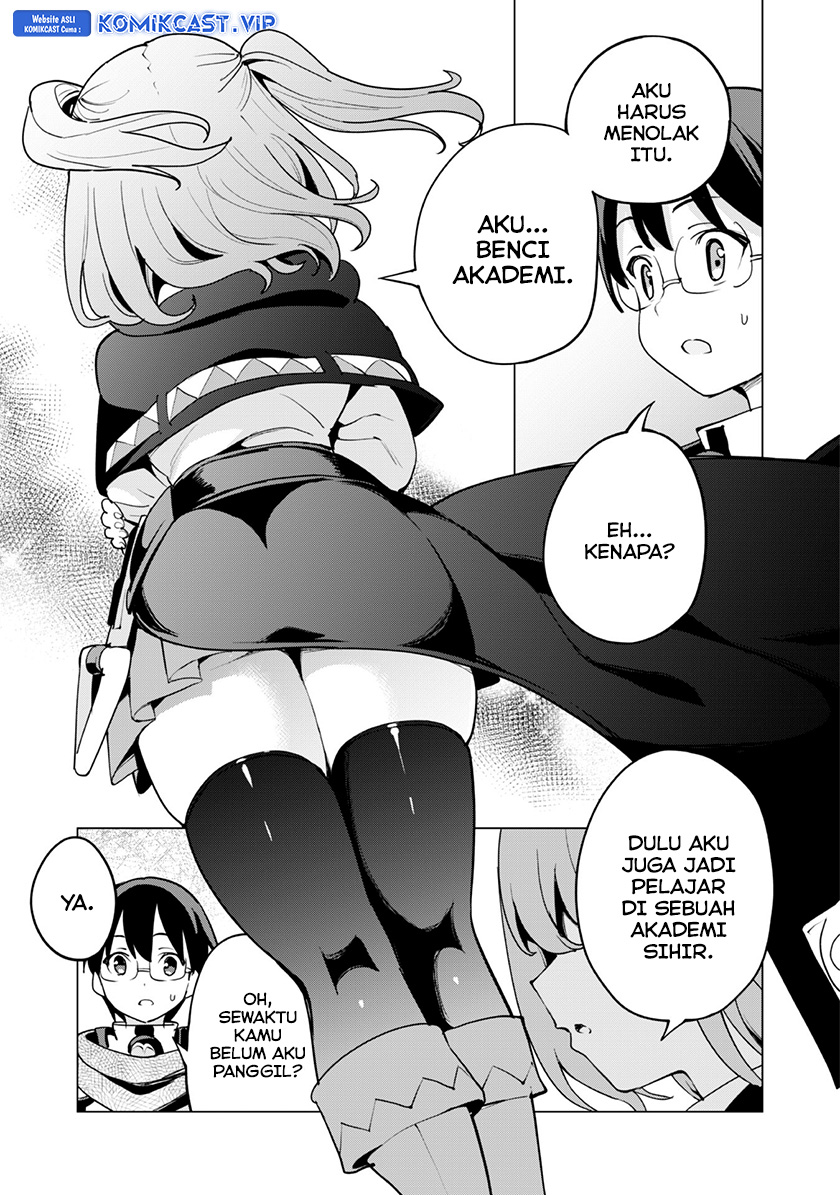 Website ASLI
KOMIKCAST Cuma :
KOMIKCAST.VIP
AKU
HARUS
MENOLAK
ITU.
AKU...
BENCI
AKADEMI.
EH...
KENAPA?
DULU AKU
JUGA JADI
PELAJAR
DI SEBUAH
AKADEMI
SIHIR.
OH,
SEWAKTU
KAMU
BELUM AKU
PANGGIL?
YA.